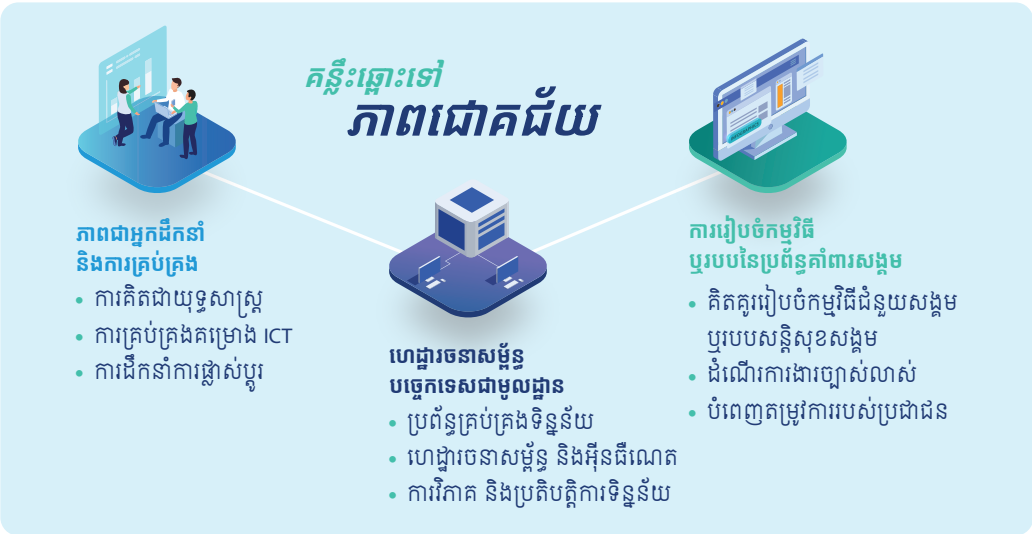 គន្លឹះឆ្ពោះទៅ
ភាពជោគជ័យ
ភាពជាអ្នកដឹកនាំ
និងការគ្រប់គ្រង
• ការគិតជាយុទ្ធសាស្ត្រ
• ការគ្រប់គ្រងគម្រោង ICT
• ការដឹកនាំការផ្លាស់ប្តូរ
ហេដ្ឋារចនាសម្ព័ន្ធ
បច្ចេកទេសជាមូលដ្ឋាន
• ប្រព័ន្ធគ្រប់គ្រងទិន្នន័យ
• ហេដ្ឋារចនាសម្ព័ន្ធ និងអ៊ីនធឺណេត
• ការវិភាគ និងប្រតិបត្តិការទិន្នន័យ
ការរៀបចំកម្មវិធី
ឬរបបនៃប្រព័ន្ធគាំពារសង្គម
• គិតគូររៀបចំកម្មវិធីជំនួយសង្គម
ឬរបបសន្តិសុខសង្គម
• ដំណើរការងារច្បាស់លាស់
• បំពេញតម្រូវការរបស់ប្រជាជន